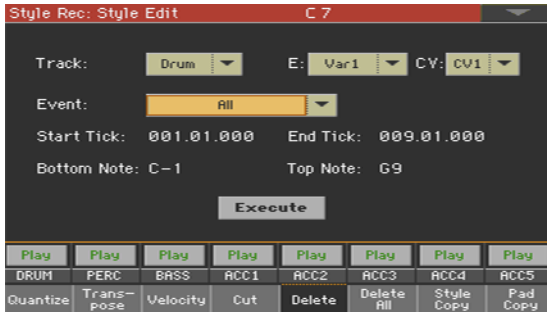 Style Rec: Style Edit C 7
Track: Drum E: Var1 CV: CV1
Event: All
Start Tick: 001.01.000 End Tick: 009.01.000
Bottom Note: C-1 Top Note: G9
Execute
Play Play Play Play Play Play Play Play
DRUM PERC BASS ACC1 ACC2 ACC3 ACC4 ACC5
Quantize Trans-
pose Velocity Cut Delete Delete
All Style
Copy Pad
Copy